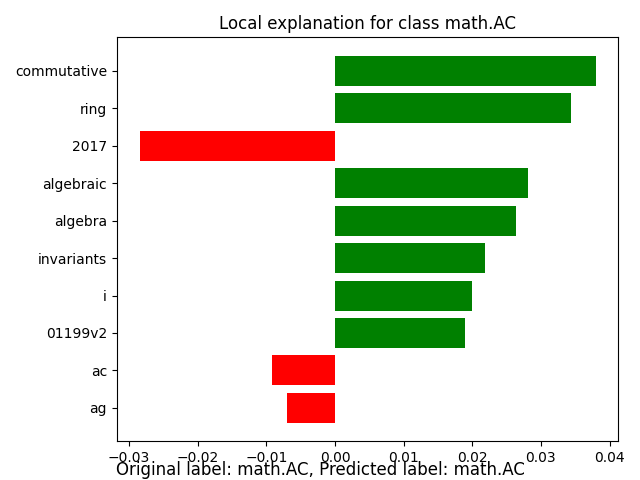 Local explanation for class math.AC
commutative
ring
2017
algebraic
algebra
invariants
i
01199v2
ac
ag
−0.03 −0.02 −0.01 0.00 0.01 0.02 0.03 0.04
Original label: math.AC, Predicted label: math.AC